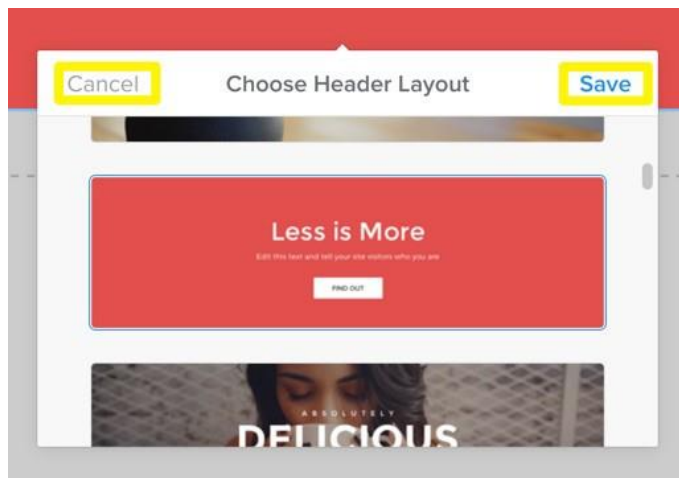 Cancel
Choose Header Layout
Save
Less is More
Edit this text and tell your site visitors who you are
FIND OUT
ABSOLUTELY
DELICIOUS